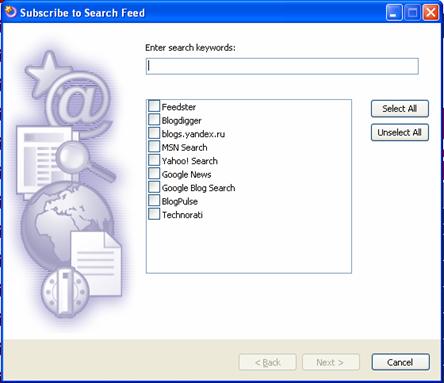 Subscribe to Search Feed
Enter search keywords:
Feedster
Blogdigger
blogs.yandex.ru
MSN Search
Yahoo! Search
Google News
Google Blog Search
BlogPulse
Technorati
Select All
Unselect All
< Back
Next >
Cancel